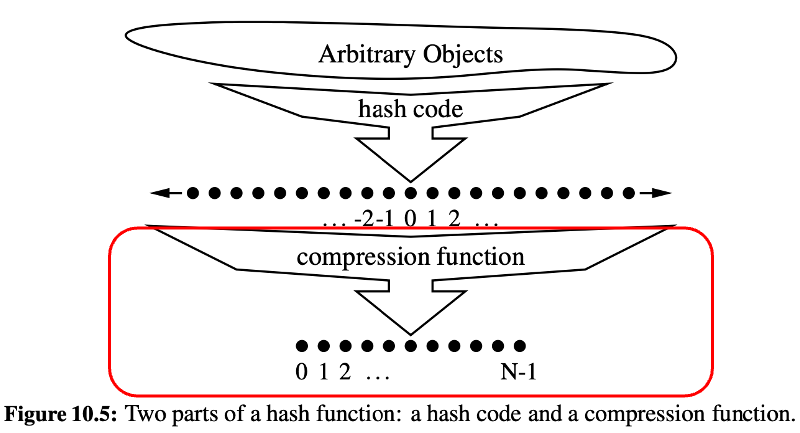 Arbitrary Objects
hash code
… -2-1 0 1 2 …
compression function
0 1 2 … N-1
Figure 10.5: Two parts of a hash function: a hash code and a compression function.